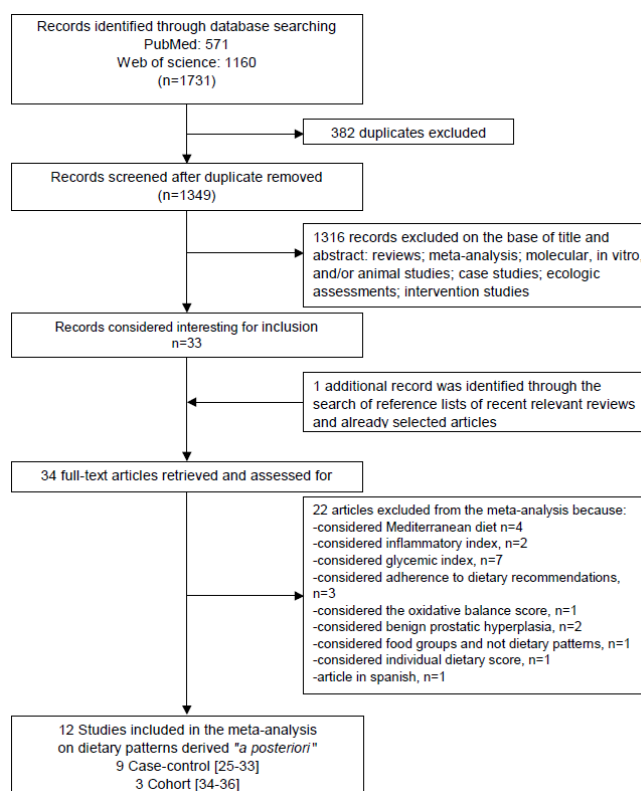 Records identified through database searching
PubMed: 571
Web of science: 1160
(n=1731)
382 duplicates excluded
Records screened after duplicate removed
(n=1349)
1316 records excluded on the base of title and
abstract: reviews; meta-analysis; molecular, in vitro,
and/or animal studies; case studies; ecologic
assessments; intervention studies
Records considered interesting for inclusion
n=33
1 additional record was identified through the
search of reference lists of recent relevant reviews
and already selected articles
34 full-text articles retrieved and assessed for
22 articles excluded from the meta-analysis because:
-considered Mediterranean diet n=4
-considered inflammatory index, n=2
-considered glycemic index, n=7
-considered adherence to dietary recommendations,
n=3
-considered the oxidative balance score, n=1
-considered benign prostatic hyperplasia, n=2
-considered food groups and not dietary patterns, n=1
-considered individual dietary score, n=1
-article in spanish, n=1
12 Studies included in the meta-analysis
on dietary patterns derived "a posteriori"
9 Case-control [25-33]
3 Cohort [34-36]